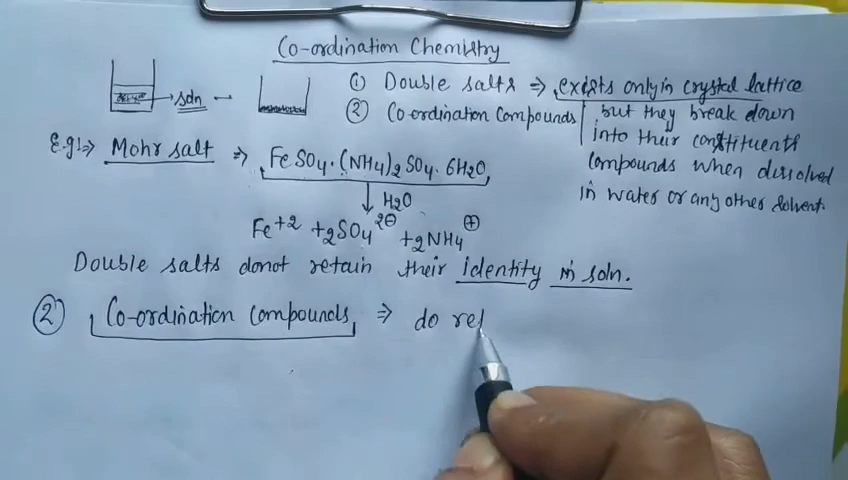 Co-ordination Chemistry
soln
① Double salts ⇒ exists only in crystal lattice
② Co-ordination Compounds
but they break down
into their constituents
compounds when dissolved
in water or any other solvent.
E.g!⇒ Mohr salt ⇒ FeSO4.(NH4)2SO4.6H2O
H2O
Fe+2 +2SO4 2⊖ +2NH4⊕
Double salts donot retain their identity in soln.
② Co-ordination Compounds ⇒ do ret